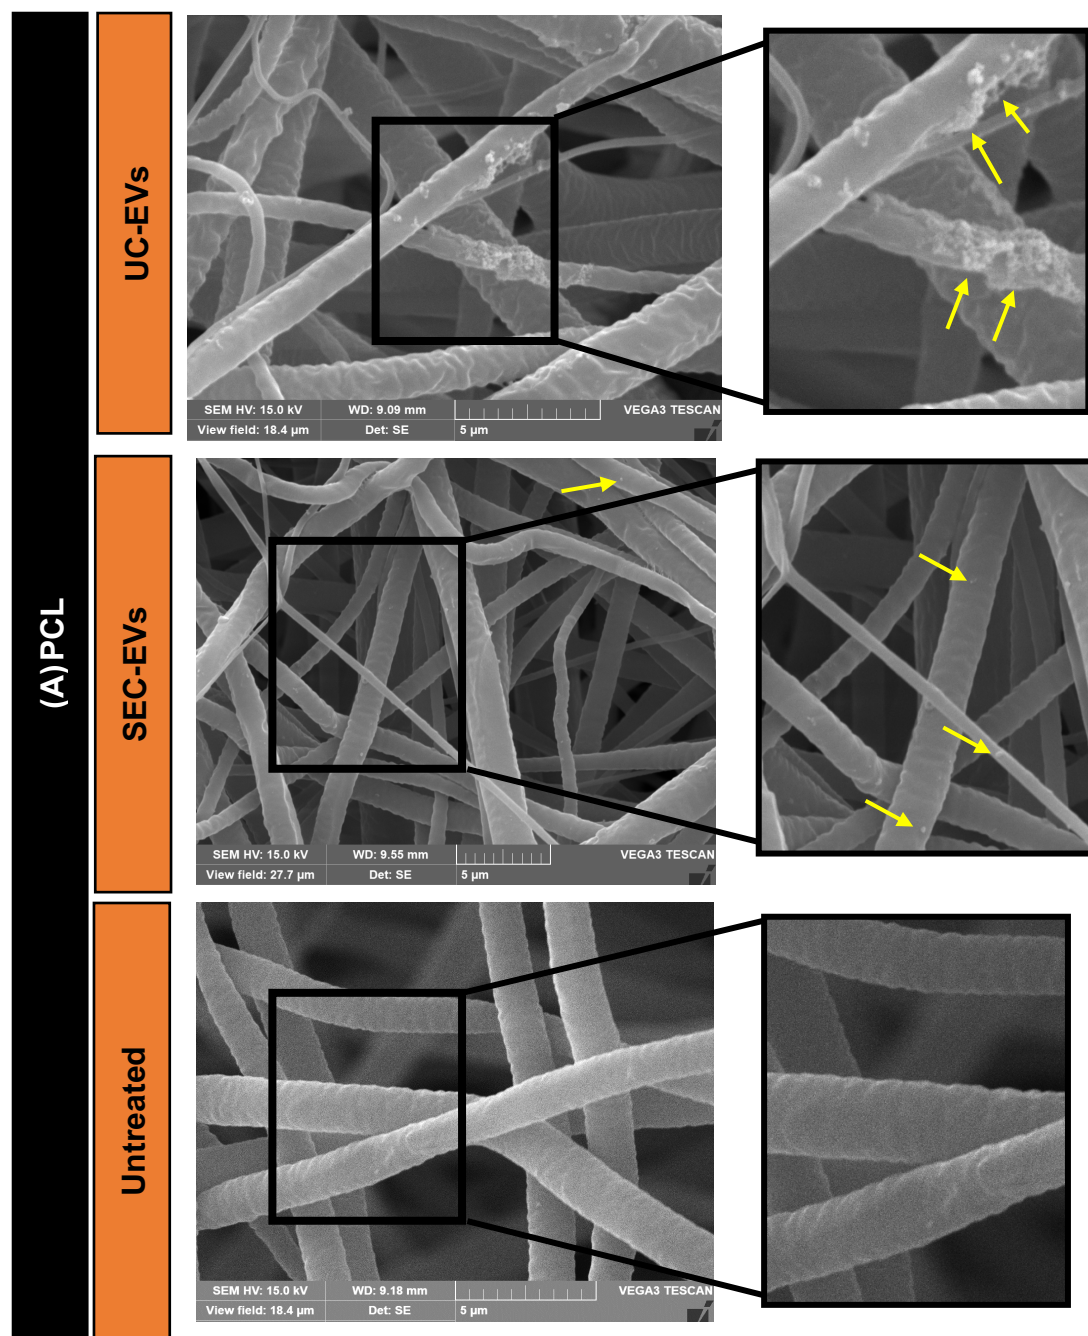 (A)PCL
UC-EVs
SEM HV: 15.0 kV WD: 9.09 mm VEGA3 TESCAN
View field: 18.4 µm Det: SE 5 µm
SEC-EVs
SEM HV: 15.0 kV WD: 9.55 mm VEGA3 TESCAN
View field: 27.7 µm Det: SE 5 µm
Untreated
SEM HV: 15.0 kV WD: 9.18 mm VEGA3 TESCAN
View field: 18.4 µm Det: SE 5 µm